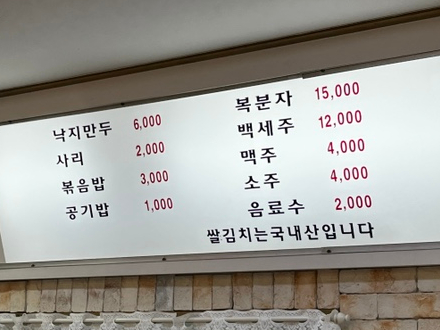 낙지만두 6,000
사리 2,000
볶음밥 3,000
공기밥 1,000
복분자 15,000
백세주 12,000
맥주 4,000
소주 4,000
음료수 2,000
쌀김치는국내산입니다